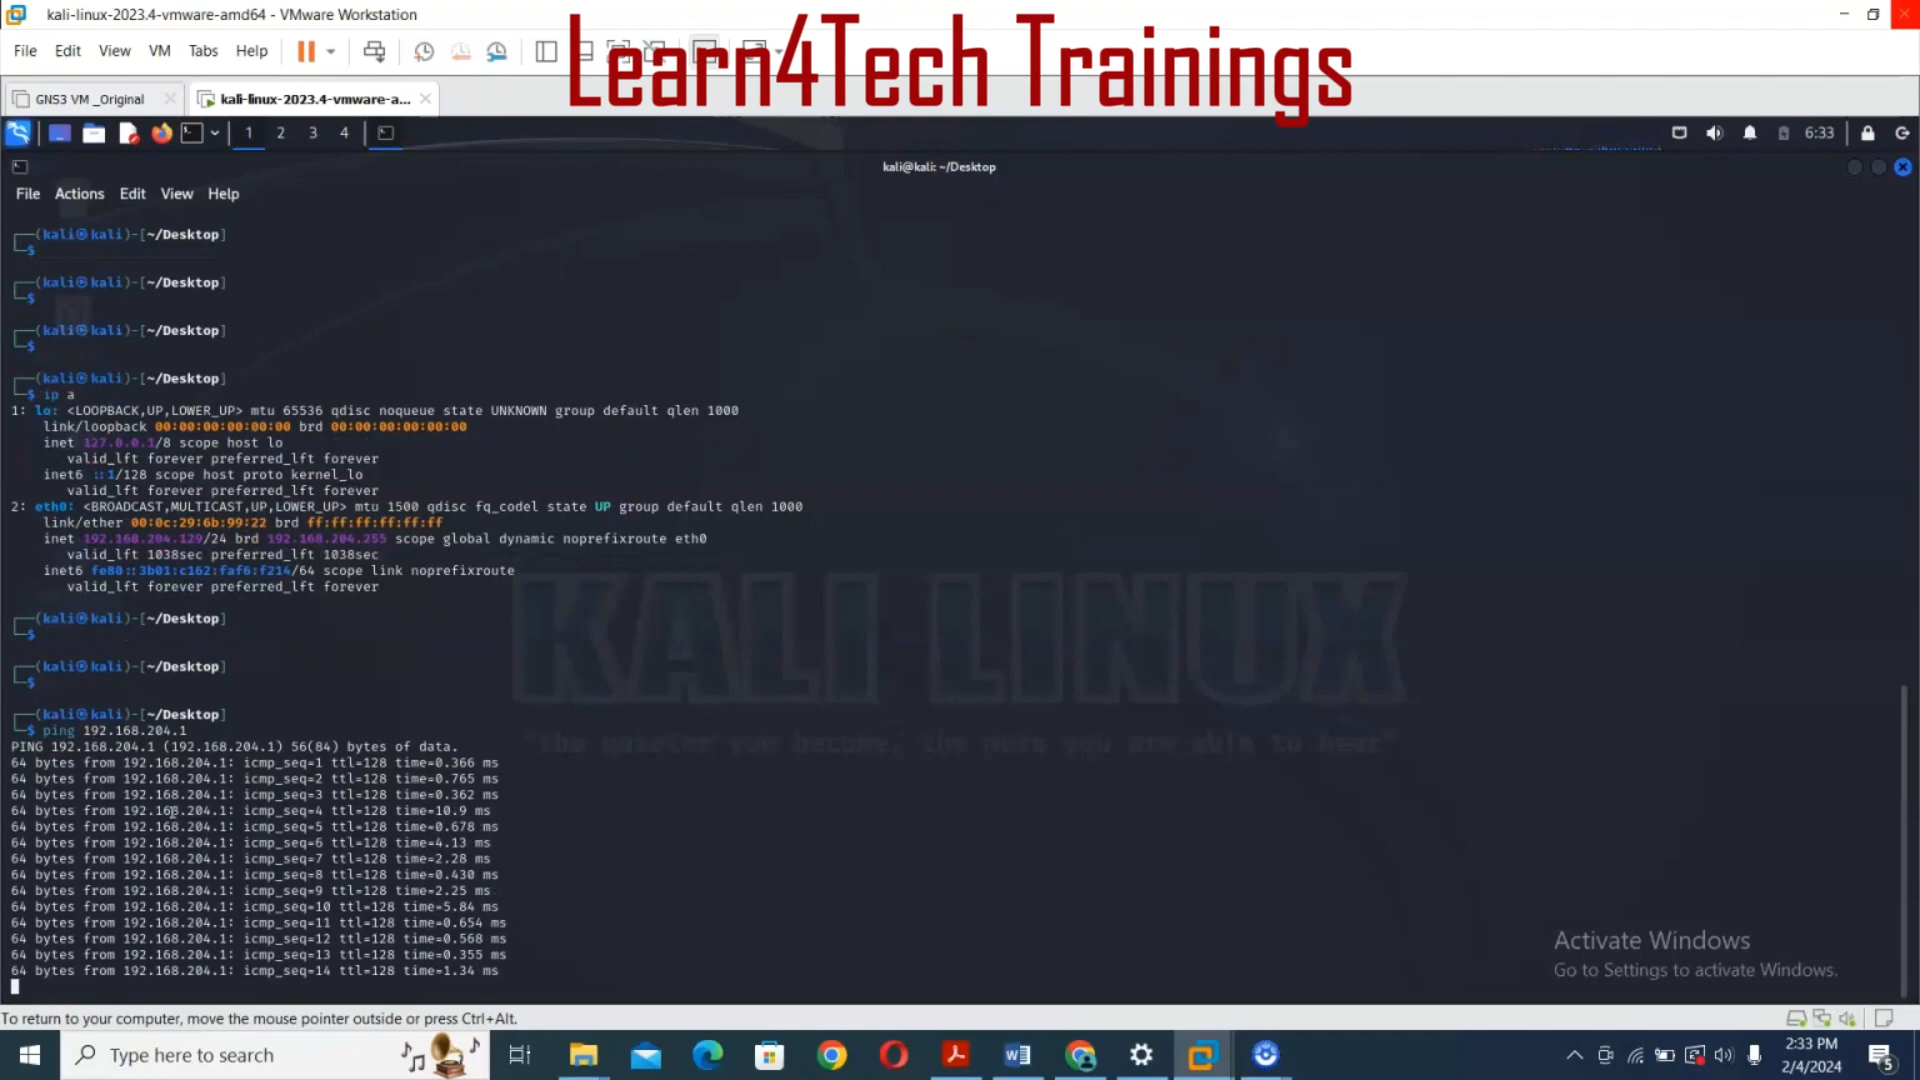 kali-linux-2023.4-vmware-amd64 - VMware Workstation
File Edit View VM Tabs Help
Learn4Tech Trainings
GNS3 VM _Original
kali-linux-2023.4-vmware-a...
1 2 3 4
6:33
kali@kali: ~/Desktop
File Actions Edit View Help
┌──(kali㉿kali)-[~/Desktop]
└─$
┌──(kali㉿kali)-[~/Desktop]
└─$
┌──(kali㉿kali)-[~/Desktop]
└─$
┌──(kali㉿kali)-[~/Desktop]
└─$ ip a
1: lo: <LOOPBACK,UP,LOWER_UP> mtu 65536 qdisc noqueue state UNKNOWN group default qlen 1000
link/loopback 00:00:00:00:00:00 brd 00:00:00:00:00:00
inet 127.0.0.1/8 scope host lo
valid_lft forever preferred_lft forever
inet6 ::1/128 scope host proto kernel_lo
valid_lft forever preferred_lft forever
2: eth0: <BROADCAST,MULTICAST,UP,LOWER_UP> mtu 1500 qdisc fq_codel state UP group default qlen 1000
link/ether 00:0c:29:6b:99:22 brd ff:ff:ff:ff:ff:ff
inet 192.168.204.129/24 brd 192.168.204.255 scope global dynamic noprefixroute eth0
valid_lft 1038sec preferred_lft 1038sec
inet6 fe80::3b01:c162:faf6:f214/64 scope link noprefixroute
valid_lft forever preferred_lft forever
┌──(kali㉿kali)-[~/Desktop]
└─$
┌──(kali㉿kali)-[~/Desktop]
└─$
┌──(kali㉿kali)-[~/Desktop]
└─$ ping 192.168.204.1
PING 192.168.204.1 (192.168.204.1) 56(84) bytes of data.
64 bytes from 192.168.204.1: icmp_seq=1 ttl=128 time=0.366 ms
64 bytes from 192.168.204.1: icmp_seq=2 ttl=128 time=0.765 ms
64 bytes from 192.168.204.1: icmp_seq=3 ttl=128 time=0.362 ms
64 bytes from 192.168.204.1: icmp_seq=4 ttl=128 time=10.9 ms
64 bytes from 192.168.204.1: icmp_seq=5 ttl=128 time=0.678 ms
64 bytes from 192.168.204.1: icmp_seq=6 ttl=128 time=4.13 ms
64 bytes from 192.168.204.1: icmp_seq=7 ttl=128 time=2.28 ms
64 bytes from 192.168.204.1: icmp_seq=8 ttl=128 time=0.430 ms
64 bytes from 192.168.204.1: icmp_seq=9 ttl=128 time=2.25 ms
64 bytes from 192.168.204.1: icmp_seq=10 ttl=128 time=5.84 ms
64 bytes from 192.168.204.1: icmp_seq=11 ttl=128 time=0.654 ms
64 bytes from 192.168.204.1: icmp_seq=12 ttl=128 time=0.568 ms
64 bytes from 192.168.204.1: icmp_seq=13 ttl=128 time=0.355 ms
64 bytes from 192.168.204.1: icmp_seq=14 ttl=128 time=1.34 ms
KALI LINUX
"the quieter you become, the more you are able to hear"
Activate Windows
Go to Settings to activate Windows.
To return to your computer, move the mouse pointer outside or press Ctrl+Alt.
Type here to search
2:33 PM
2/4/2024
5